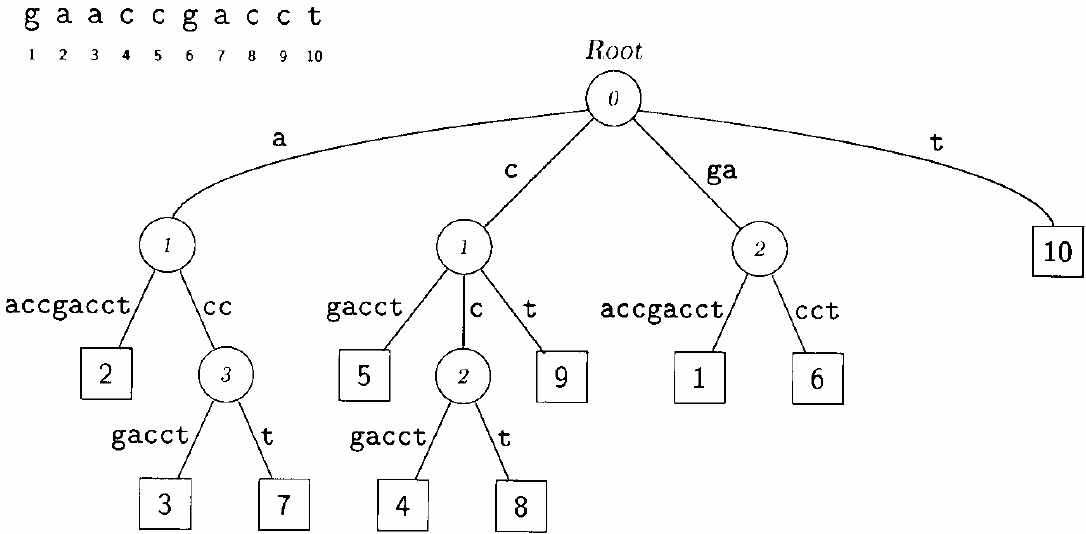 g a a c c g a c c t
1 2 3 4 5 6 7 8 9 10
Root
0
a
c
ga
t
1
1
2
10
accgacct
cc
gacct
c
t
accgacct
cct
2
3
5
2
9
1
6
gacct
t
gacct
t
3
7
4
8